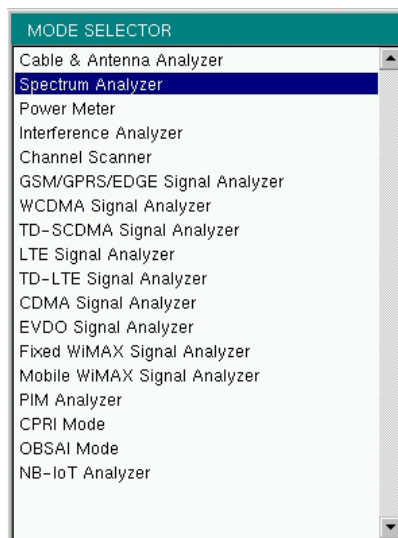 MODE SELECTOR
Cable & Antenna Analyzer
Spectrum Analyzer
Power Meter
Interference Analyzer
Channel Scanner
GSM/GPRS/EDGE Signal Analyzer
WCDMA Signal Analyzer
TD-SCDMA Signal Analyzer
LTE Signal Analyzer
TD-LTE Signal Analyzer
CDMA Signal Analyzer
EVDO Signal Analyzer
Fixed WiMAX Signal Analyzer
Mobile WiMAX Signal Analyzer
PIM Analyzer
CPRI Mode
OBSAI Mode
NB-IoT Analyzer